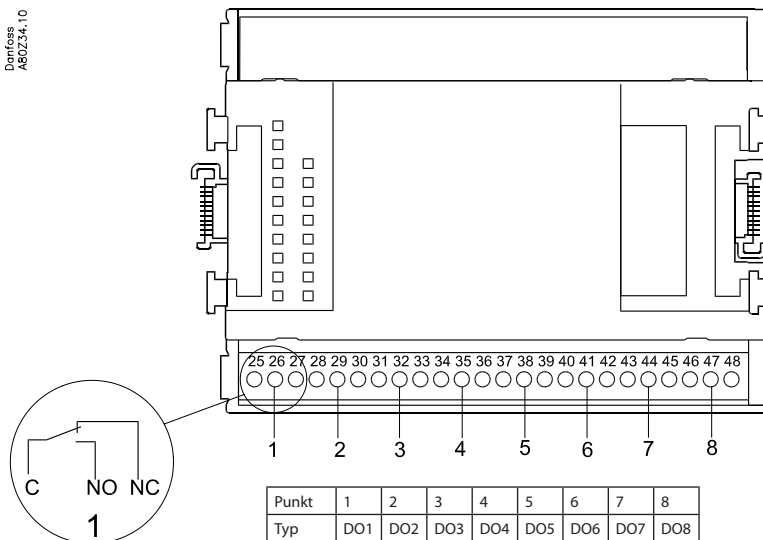 Danfoss
A80Z34.10
25 26 27 28 29 30 31 32 33 34 35 36 37 38 39 40 41 42 43 44 45 46 47 48
1 2 3 4 5 6 7 8
C NO NC
1
Punkt 1 2 3 4 5 6 7 8
Typ DO1 DO2 DO3 DO4 DO5 DO6 DO7 DO8